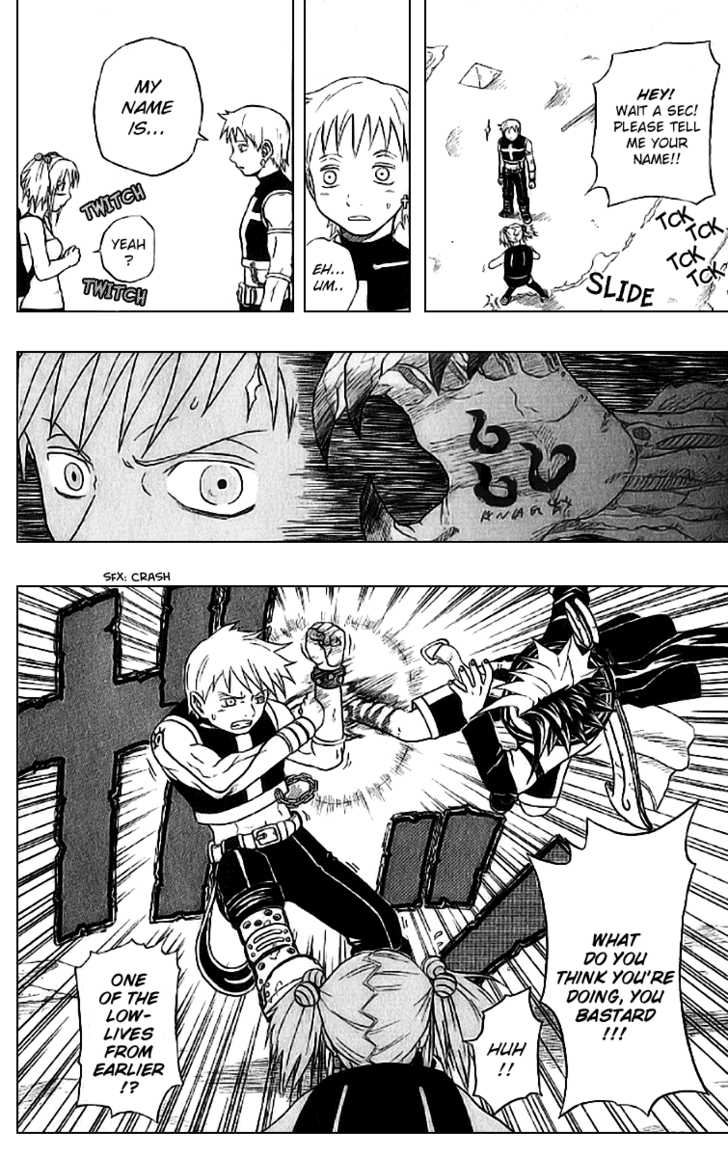 HEY!
WAIT A SEC!
PLEASE TELL
ME YOUR
NAME!!
TCK
TCK
TCK
TCK
SLIDE
EH...
UM..
MY
NAME
IS...
TWITCH
YEAH
?
TWITCH
SFX: CRASH
WHAT
DO YOU
THINK YOU'RE
DOING, YOU
BASTARD
!!!
HUH
!!
ONE
OF THE
LOW-
LIVES
FROM
EARLIER
!?